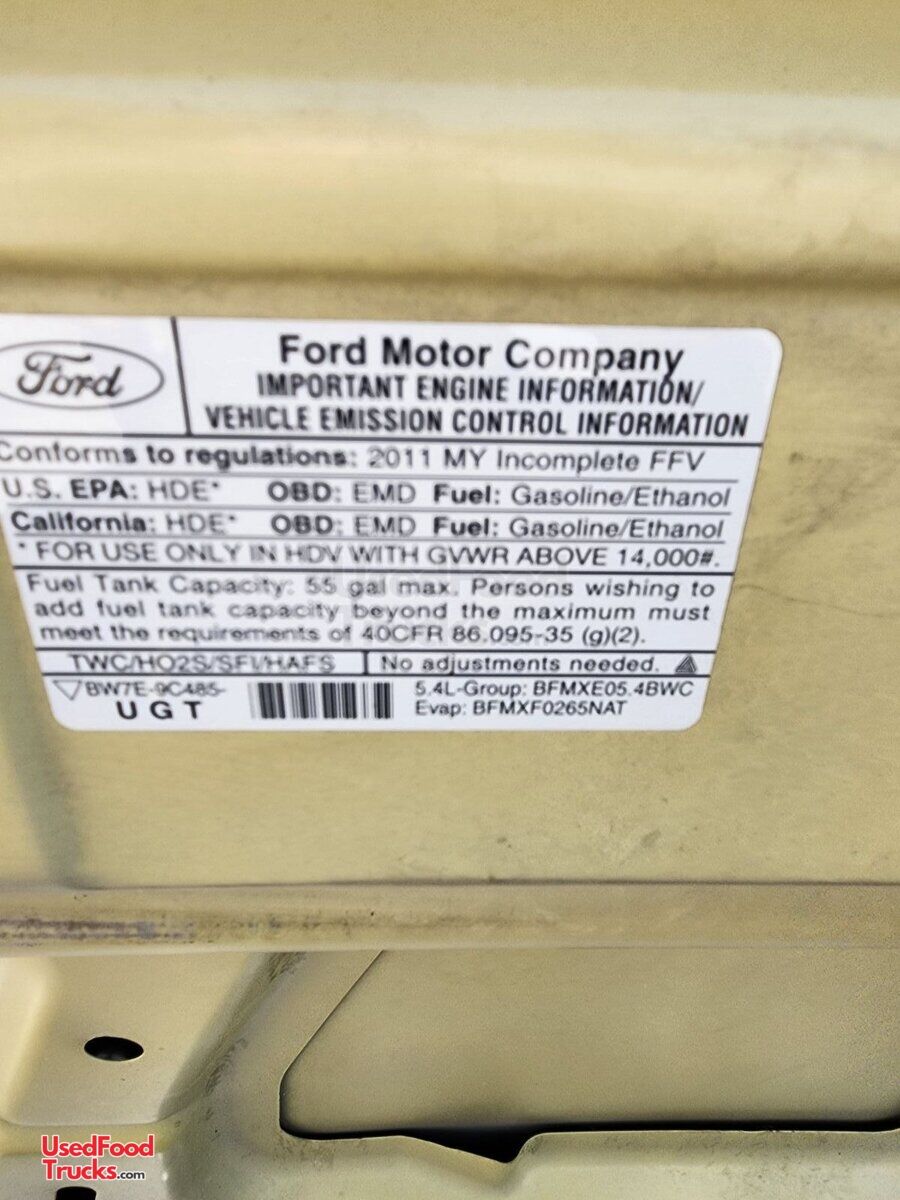 Ford
Ford Motor Company
IMPORTANT ENGINE INFORMATION/
VEHICLE EMISSION CONTROL INFORMATION
Conforms to regulations: 2011 MY Incomplete FFV
U.S. EPA: HDE* OBD: EMD Fuel: Gasoline/Ethanol
California: HDE* OBD: EMD Fuel: Gasoline/Ethanol
* FOR USE ONLY IN HDV WITH GVWR ABOVE 14,000#.
Fuel Tank Capacity: 55 gal max. Persons wishing to
add fuel tank capacity beyond the maximum must
meet the requirements of 40CFR 86.095-35 (g)(2).
TWC/HO2S/SFI/HAFS No adjustments needed.
BW7E-9C485- 5.4L-Group: BFMXE05.4BWC
UGT Evap: BFMXF0265NAT
UsedFood
Trucks.com